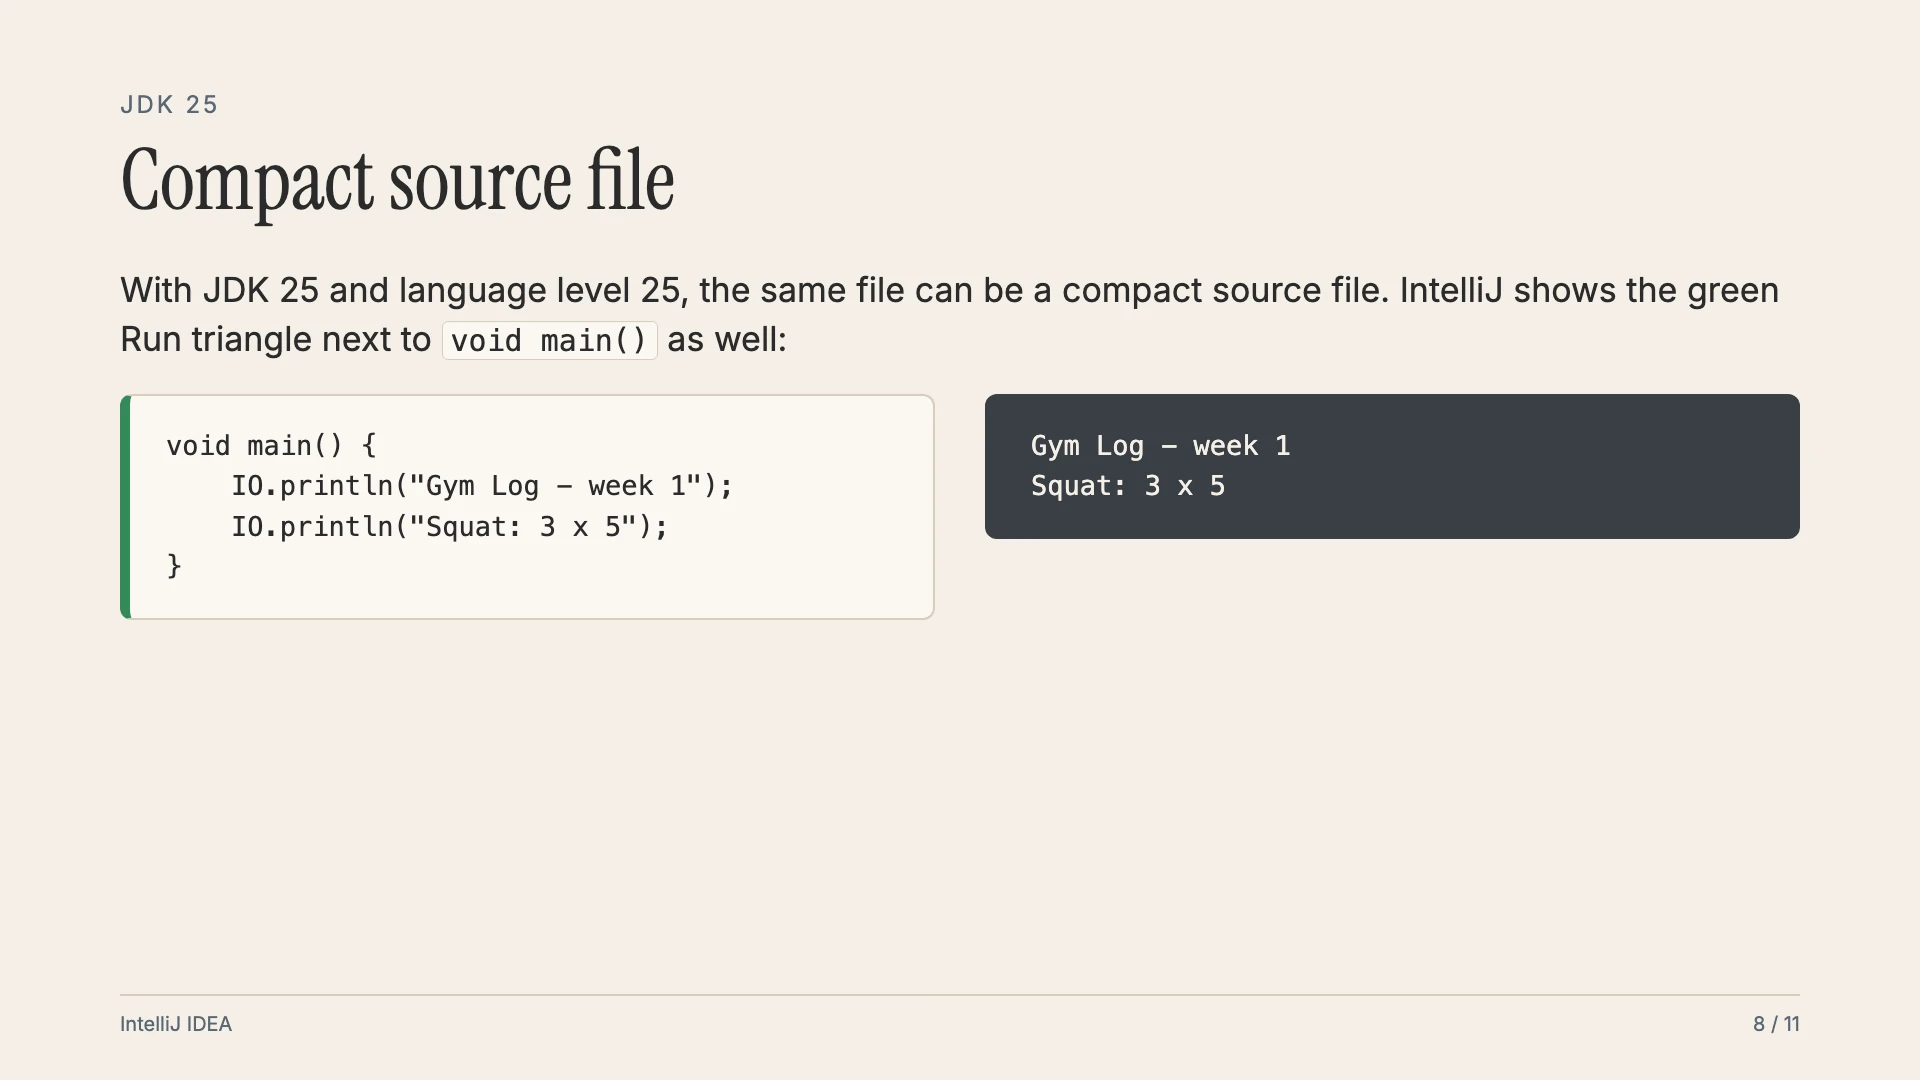 JDK 25
Compact source file
With JDK 25 and language level 25, the same file can be a compact source file. IntelliJ shows the green
Run triangle next to void main() as well:
void main() {
    IO.println("Gym Log – week 1");
    IO.println("Squat: 3 x 5");
}
Gym Log – week 1
Squat: 3 x 5
IntelliJ IDEA
8 / 11